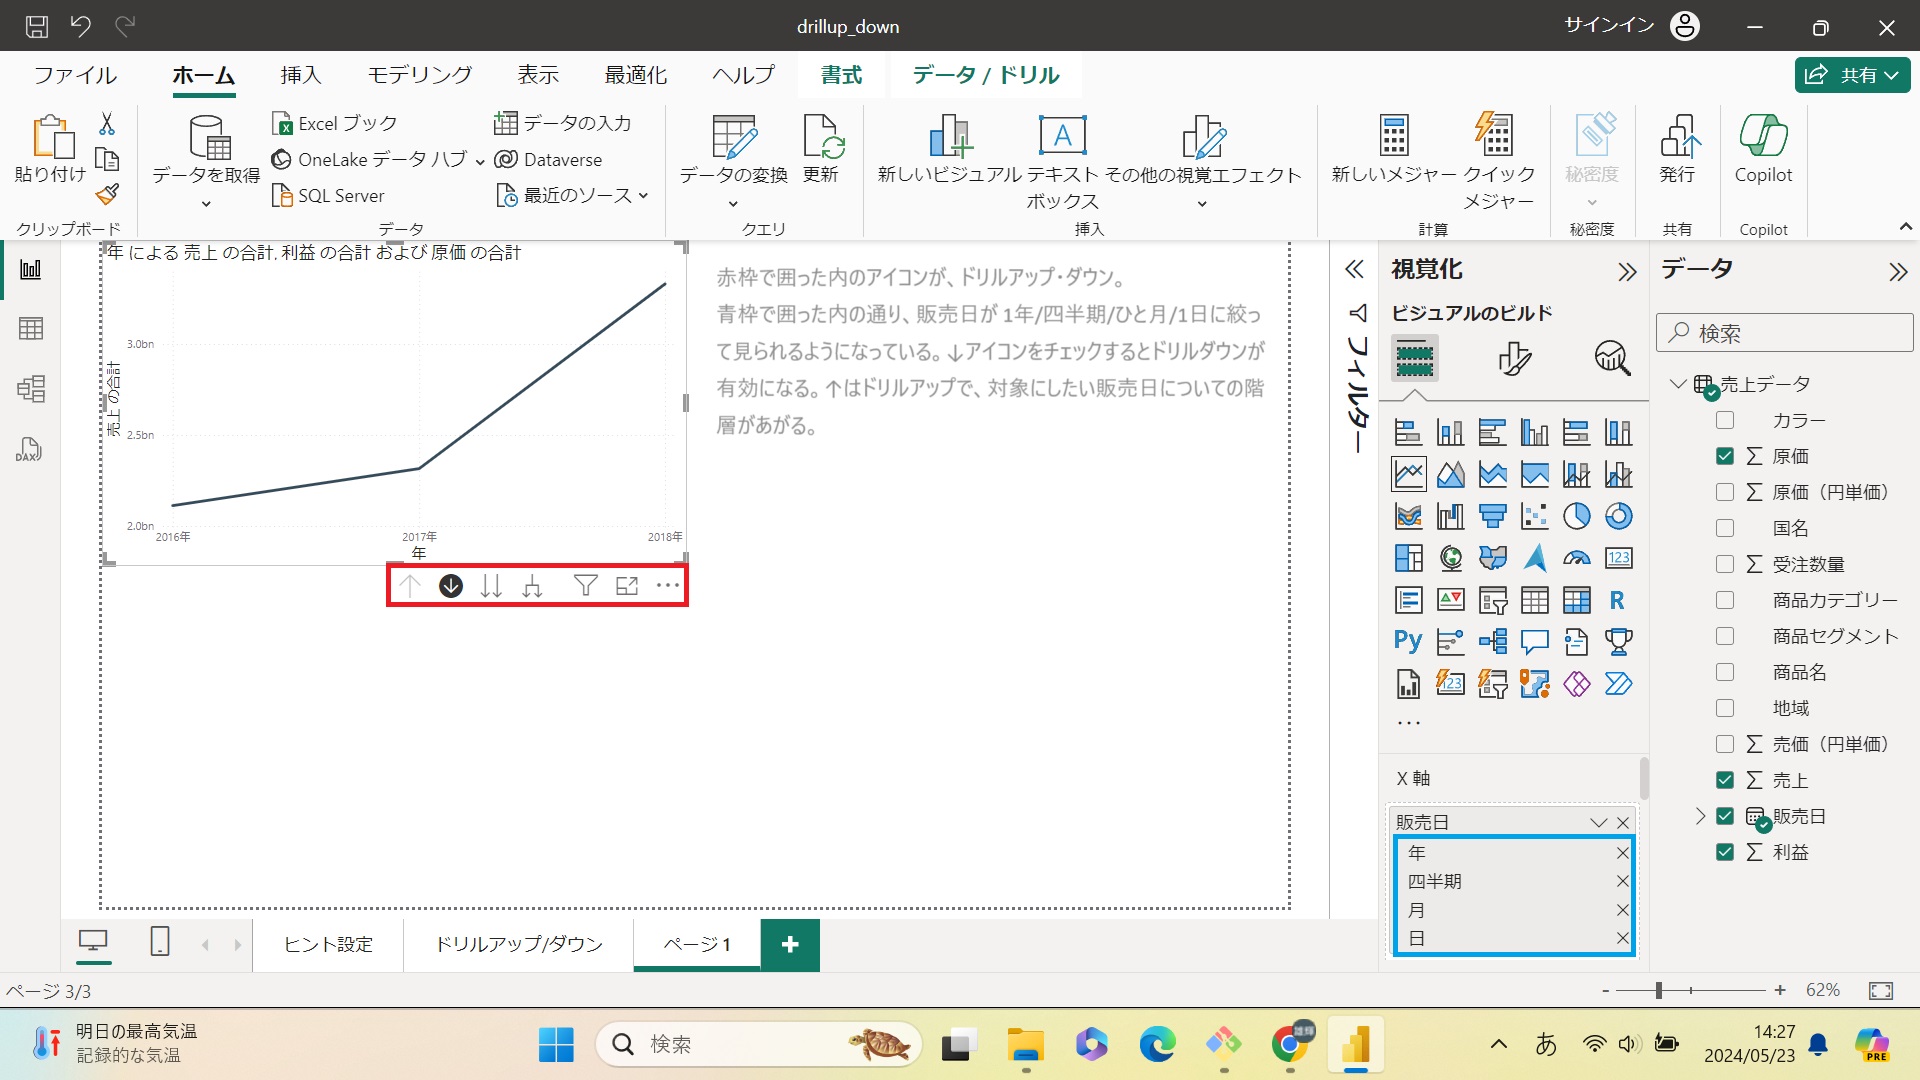 drillup_down
サインイン
ファイル
ホーム
挿入
モデリング
表示
最適化
ヘルプ
書式
データ / ドリル
共有
貼り付け
クリップボード
データを取得
Excel ブック
OneLake データ ハブ
SQL Server
データの入力
Dataverse
最近のソース
データ
データの変換
更新
クエリ
新しいビジュアル
テキスト
ボックス
その他の視覚エフェクト
挿入
新しいメジャー
クイック
メジャー
計算
秘密度
秘密度
発行
共有
Copilot
Copilot
年 による 売上 の合計, 利益 の合計 および 原価 の合計
売上 の合計
3.0bn
2.5bn
2.0bn
2016年
2017年
2018年
年
赤枠で囲った内のアイコンが、ドリルアップ・ダウン。
青枠で囲った内の通り、販売日が 1年/四半期/ひと月/1日に絞っ
て見られるようになっている。↓アイコンをチェックするとドリルダウンが
有効になる。↑はドリルアップで、対象にしたい販売日についての階
層があがる。
フィルター
視覚化
ビジュアルのビルド
R
Py
123
123
X 軸
販売日
年
四半期
月
日
データ
検索
売上データ
カラー
原価
原価（円単価）
国名
受注数量
商品カテゴリー
商品セグメント
商品名
地域
売価（円単価）
売上
販売日
利益
DAX
ヒント設定
ドリルアップ/ダウン
ページ 1
ページ 3/3
- + 62%
明日の最高気温
記録的な気温
検索
あ
14:27
2024/05/23
PRE